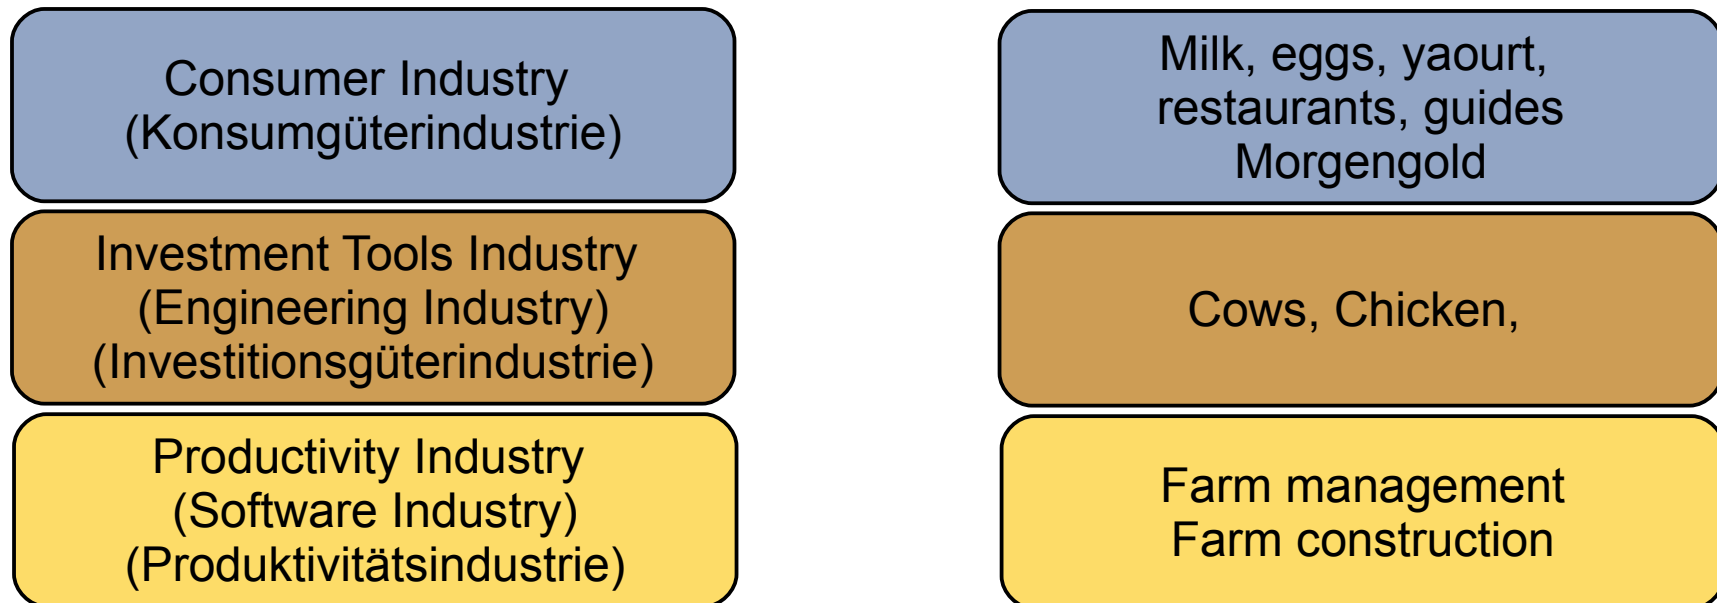 Consumer Industry
(Konsumgüterindustrie)
Investment Tools Industry
(Engineering Industry)
(Investitionsgüterindustrie)
Productivity Industry
(Software Industry)
(Produktivitätsindustrie)
Milk, eggs, yaourt,
restaurants, guides
Morgengold
Cows, Chicken,
Farm management
Farm construction